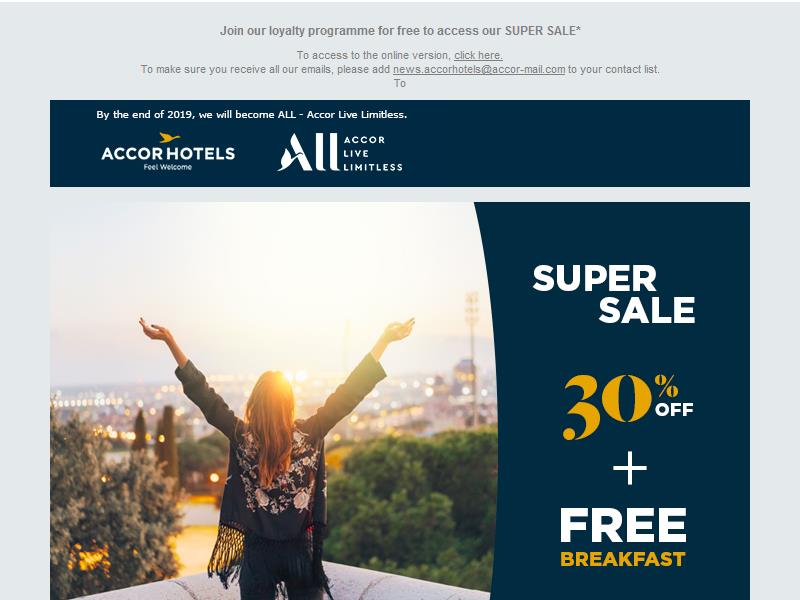 Join our loyalty programme for free to access our SUPER SALE*
To access to the online version, click here.
To make sure you receive all our emails, please add news.accorhotels@accor-mail.com to your contact list.
To
By the end of 2019, we will become ALL - Accor Live Limitless.
ACCORHOTELS
Feel Welcome
All
ACCOR
LIVE
LIMITLESS
SUPER
SALE
30%
OFF
+
FREE
BREAKFAST